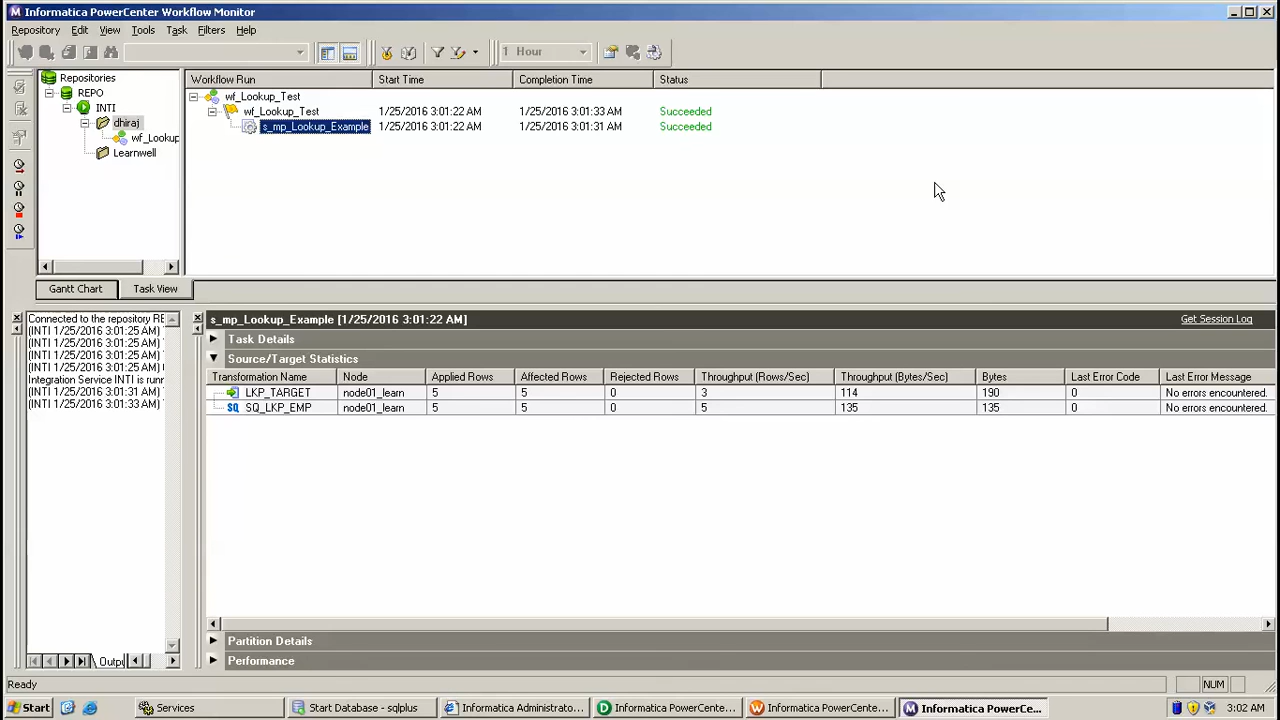 Informatica PowerCenter Workflow Monitor
Repository Edit View Tools Task Filters Help
1 Hour
Repositories
REPO
INTI
dhiraj
wf_Lookup
Learnwell
Workflow Run Start Time Completion Time Status
wf_Lookup_Test
wf_Lookup_Test 1/25/2016 3:01:22 AM 1/25/2016 3:01:33 AM Succeeded
s_mp_Lookup_Example 1/25/2016 3:01:22 AM 1/25/2016 3:01:31 AM Succeeded
Gantt Chart Task View
Connected to the repository RE
(INTI 1/25/2016 3:01:25 AM)
(INTI 1/25/2016 3:01:25 AM)
(INTI 1/25/2016 3:01:25 AM)
(INTI 1/25/2016 3:01:25 AM)
Integration Service INTI is runn
(INTI 1/25/2016 3:01:31 AM)
(INTI 1/25/2016 3:01:33 AM)
Outpu
s_mp_Lookup_Example [1/25/2016 3:01:22 AM] Get Session Log
Task Details
Source/Target Statistics
Transformation Name Node Applied Rows Affected Rows Rejected Rows Throughput (Rows/Sec) Throughput (Bytes/Sec) Bytes Last Error Code Last Error Message
LKP_TARGET node01_learn 5 5 0 3 114 190 0 No errors encountered.
SQ_LKP_EMP node01_learn 5 5 0 5 135 135 0 No errors encountered.
Partition Details
Performance
Ready NUM
Start Services Start Database - sqlplus Informatica Administrato... Informatica PowerCente... Informatica PowerCente... Informatica PowerCe... 3:02 AM